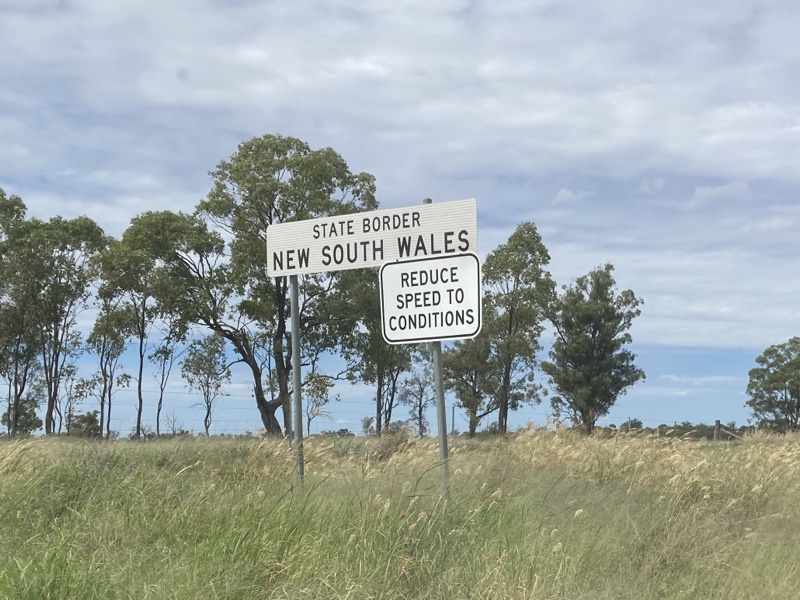 STATE BORDER
NEW SOUTH WALES
REDUCE
SPEED TO
CONDITIONS